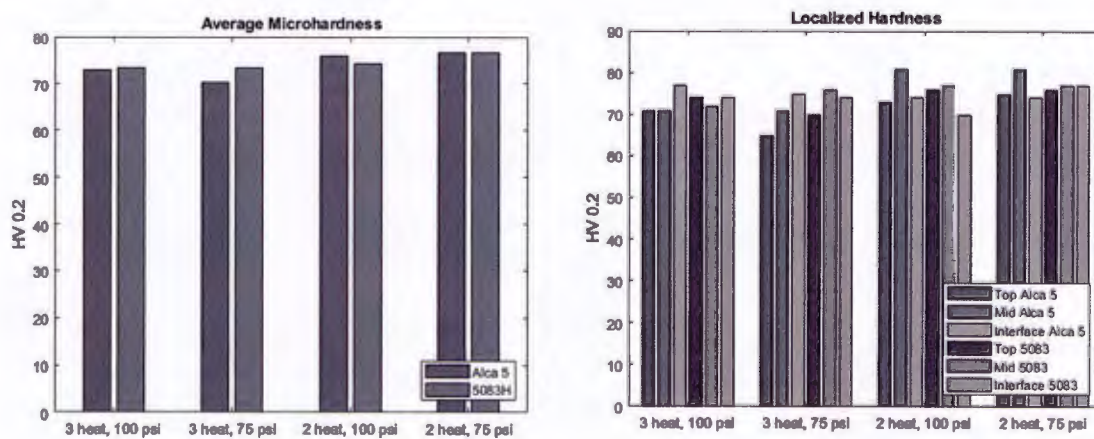 Average Microhardness
80
70
60
50
40
30
20
10
0
HV 0.2
3 heat, 100 psi
3 heat, 75 psi
2 heat, 100 psi
2 heat, 75 psi
Alca 5
5083H
Localized Hardness
90
80
70
60
50
40
30
20
10
0
HV 0.2
3 heat, 100 psi
3 heat, 75 psi
2 heat, 100 psi
2 heat, 75 psi
Top Alca 5
Mid Alca 5
Interface Alca 5
Top 5083
Mid 5083
Interface 5083